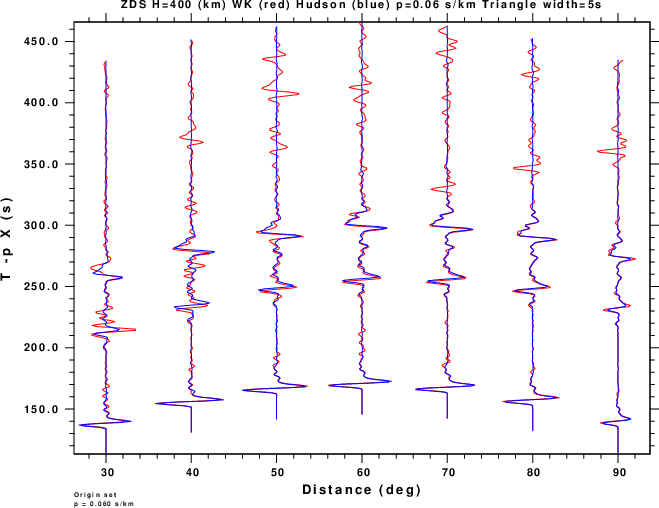 ZDS H=400 (km) WK (red) Hudson (blue) p=0.06 s/km Triangle width=5s
450.0
400.0
350.0
300.0
250.0
200.0
150.0
T -p X (s)
30 40 50 60 70 80 90
Distance (deg)
Origin set
p = 0.060 s/km